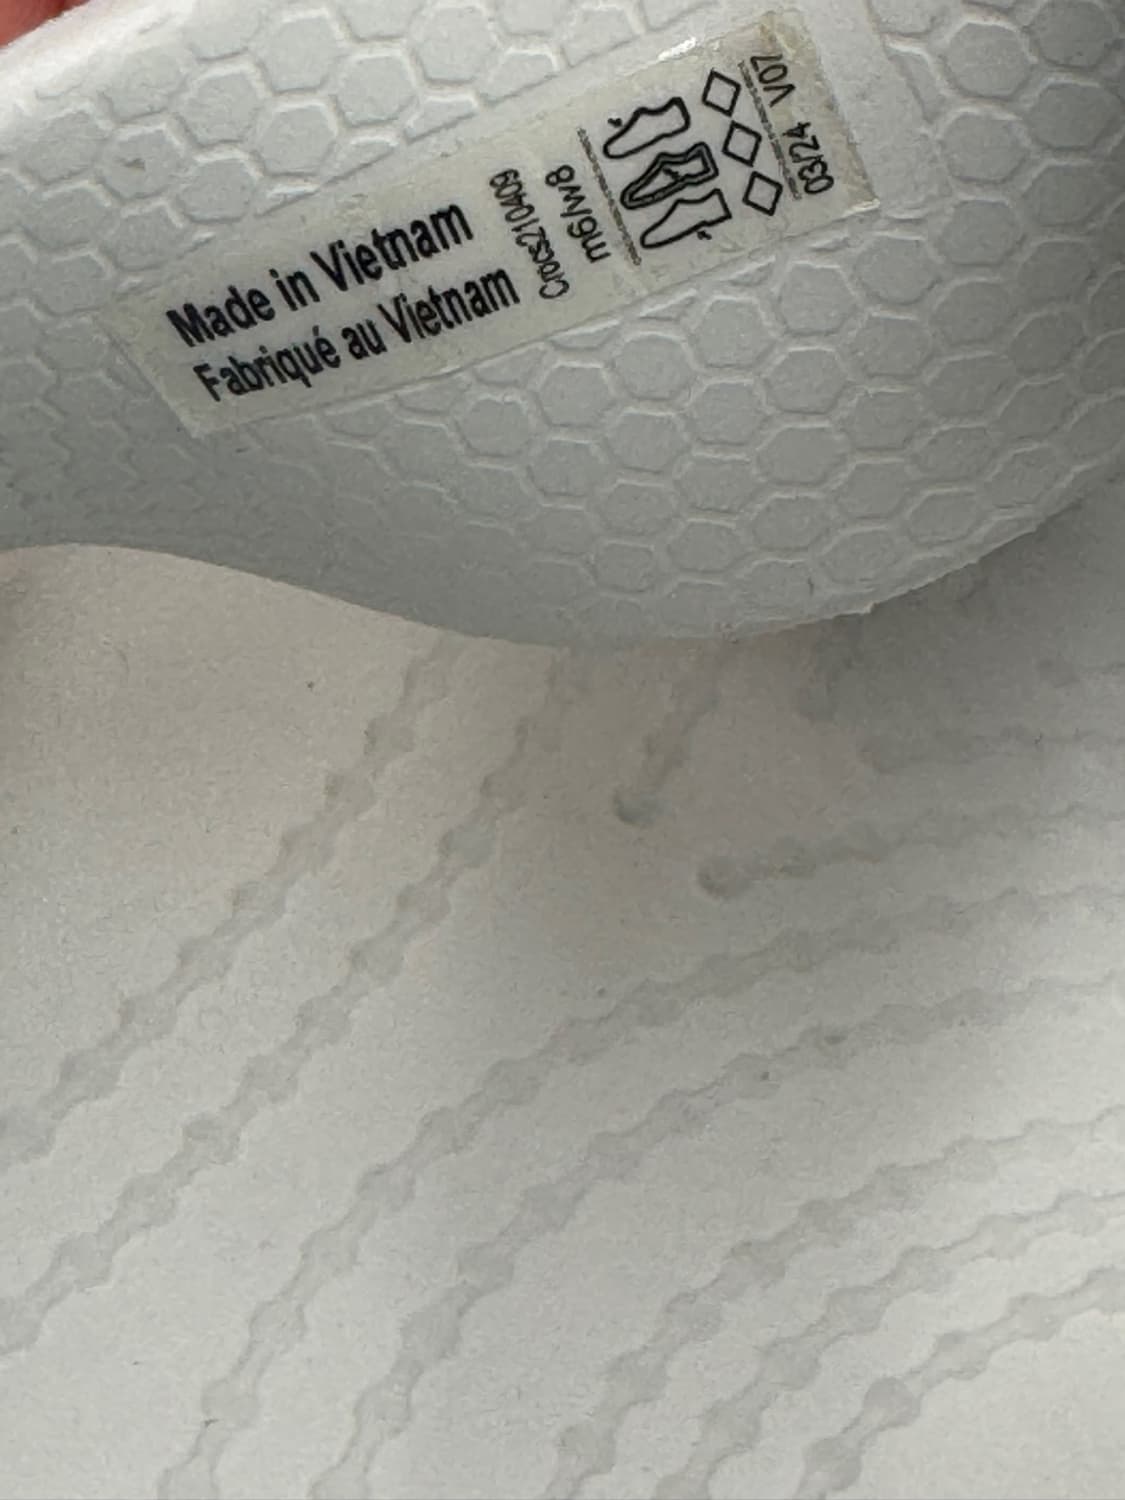 Made in Vietnam
Fabriqué au Vietnam
Crocs210409
m6/w8
03/24 V07